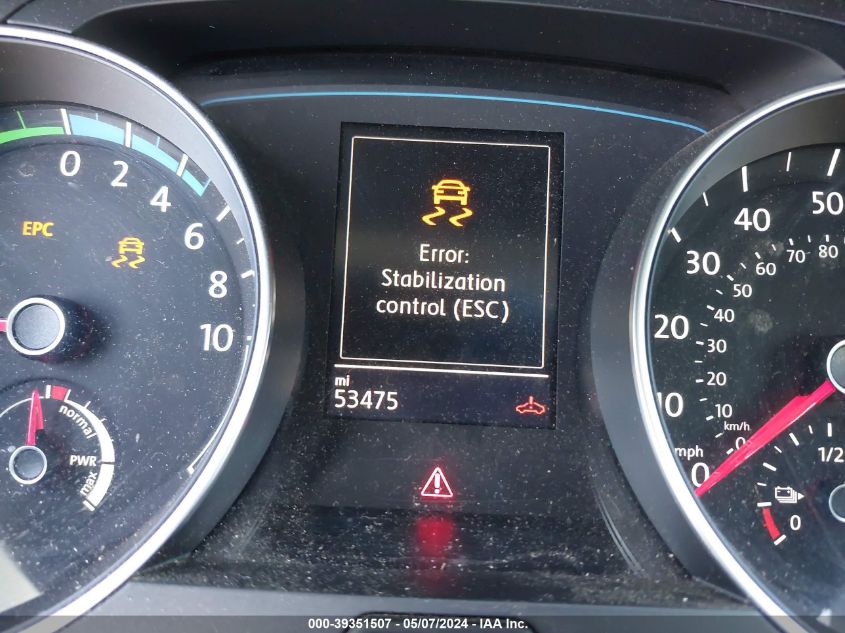 0 2 4 6 8 10
EPC
normal
PWR
max
Error:
Stabilization
control (ESC)
mi
53475
0 10 20 30 40 50
mph
0 10 20 30 40 50 60 70 80
km/h
1/2
0
000-39351507 - 05/07/2024 - IAA Inc.